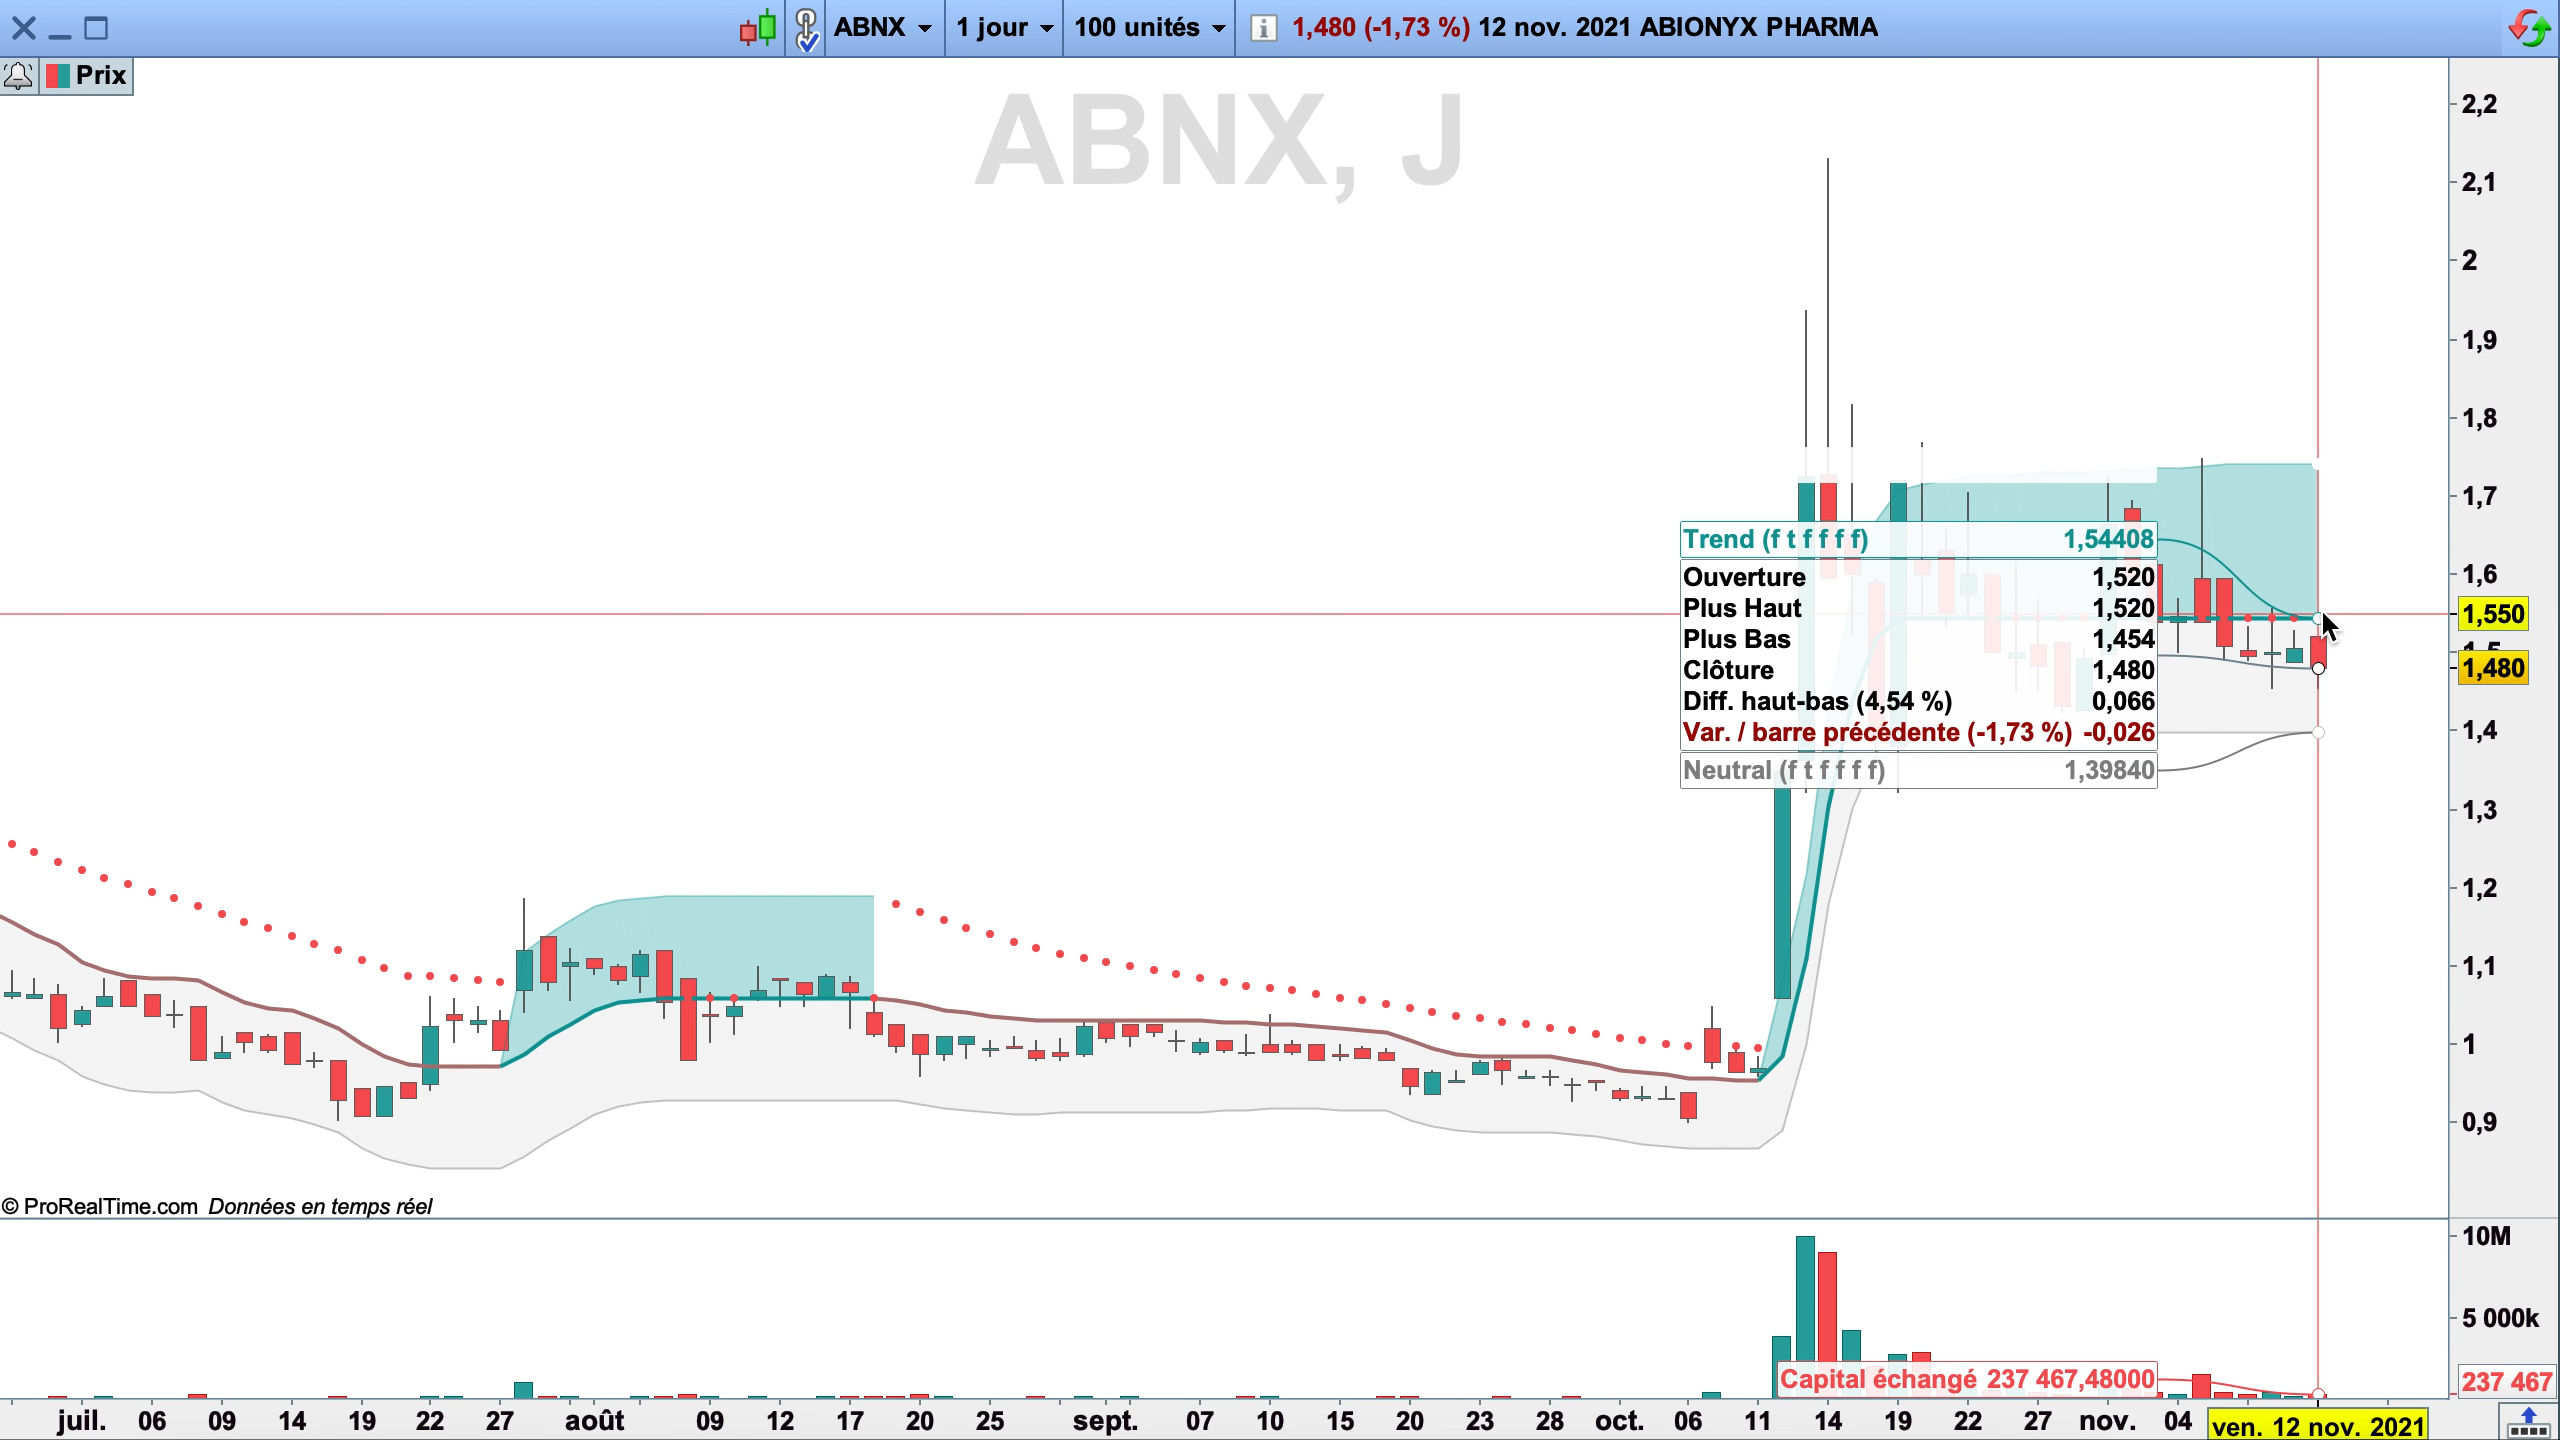 ABNX 1 jour 100 unités 1,480 (-1,73 %) 12 nov. 2021 ABIONYX PHARMA
Prix
ABNX, J
2,2
2,1
2
1,9
1,8
1,7
1,6
1,550
1,5
1,480
1,4
1,3
1,2
1,1
1
0,9
Trend (f t f f f f) 1,54408
Ouverture 1,520
Plus Haut 1,520
Plus Bas 1,454
Clôture 1,480
Diff. haut-bas (4,54 %) 0,066
Var. / barre précédente (-1,73 %) -0,026
Neutral (f t f f f f) 1,39840
© ProRealTime.com Données en temps réel
10M
5 000k
Capital échangé 237 467,48000
237 467
juil. 06 09 14 19 22 27 août 09 12 17 20 25 sept. 07 10 15 20 23 28 oct. 06 11 14 19 22 27 nov. 04 ven. 12 nov. 2021